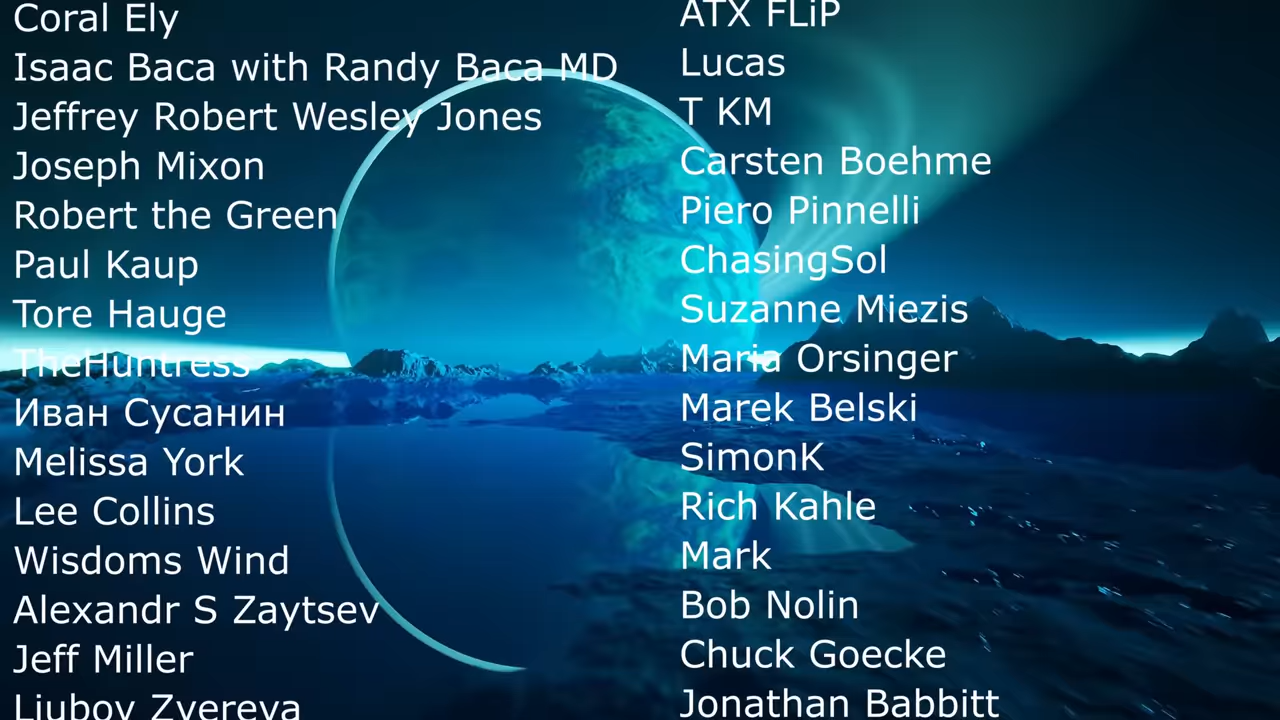 Coral Ely
Isaac Baca with Randy Baca MD
Jeffrey Robert Wesley Jones
Joseph Mixon
Robert the Green
Paul Kaup
Tore Hauge
TheHuntress
Иван Сусанин
Melissa York
Lee Collins
Wisdoms Wind
Alexandr S Zaytsev
Jeff Miller
Liubov Zvereva
ATX FLiP
Lucas
T KM
Carsten Boehme
Piero Pinnelli
ChasingSol
Suzanne Miezis
Maria Orsinger
Marek Belski
SimonK
Rich Kahle
Mark
Bob Nolin
Chuck Goecke
Jonathan Babbitt